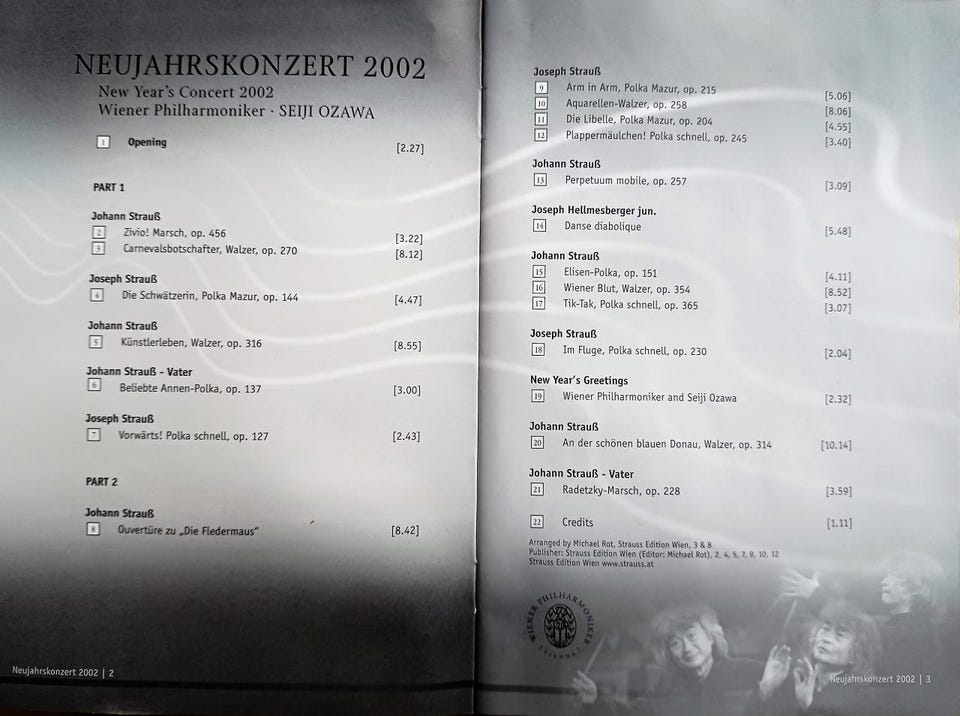 NEUJAHRSKONZERT 2002
New Year's Concert 2002
Wiener Philharmoniker · SEIJI OZAWA
1 Opening [2.27]
PART 1
Johann Strauß
2 Zivio! Marsch, op. 456 [3.22]
3 Carnevalsbotschafter, Walzer, op. 270 [8.12]
Joseph Strauß
4 Die Schwätzerin, Polka Mazur, op. 144 [4.47]
Johann Strauß
5 Künstlerleben, Walzer, op. 316 [8.55]
Johann Strauß - Vater
6 Beliebte Annen-Polka, op. 137 [3.00]
Joseph Strauß
7 Vorwärts! Polka schnell, op. 127 [2.43]
PART 2
Johann Strauß
8 Ouvertüre zu „Die Fledermaus" [8.42]
Neujahrskonzert 2002 | 2
Joseph Strauß
9 Arm in Arm, Polka Mazur, op. 215 [5.06]
10 Aquarellen-Walzer, op. 258 [8.06]
11 Die Libelle, Polka Mazur, op. 204 [4.55]
12 Plappermäulchen! Polka schnell, op. 245 [3.40]
Johann Strauß
13 Perpetuum mobile, op. 257 [3.09]
Joseph Hellmesberger jun.
14 Danse diabolique [5.48]
Johann Strauß
15 Elisen-Polka, op. 151 [4.11]
16 Wiener Blut, Walzer, op. 354 [8.52]
17 Tik-Tak, Polka schnell, op. 365 [3.07]
Joseph Strauß
18 Im Fluge, Polka schnell, op. 230 [2.04]
New Year's Greetings
19 Wiener Philharmoniker and Seiji Ozawa [2.32]
Johann Strauß
20 An der schönen blauen Donau, Walzer, op. 314 [10.14]
Johann Strauß - Vater
21 Radetzky-Marsch, op. 228 [3.59]
22 Credits [1.11]
Arranged by Michael Rot, Strauss Edition Wien, 3 & 8
Publisher: Strauss Edition Wien (Editor: Michael Rot), 2, 4, 5, 7, 9, 10, 12
Strauss Edition Wien www.strauss.at
WIENER PHILHARMONIKER
Neujahrskonzert 2002 | 3